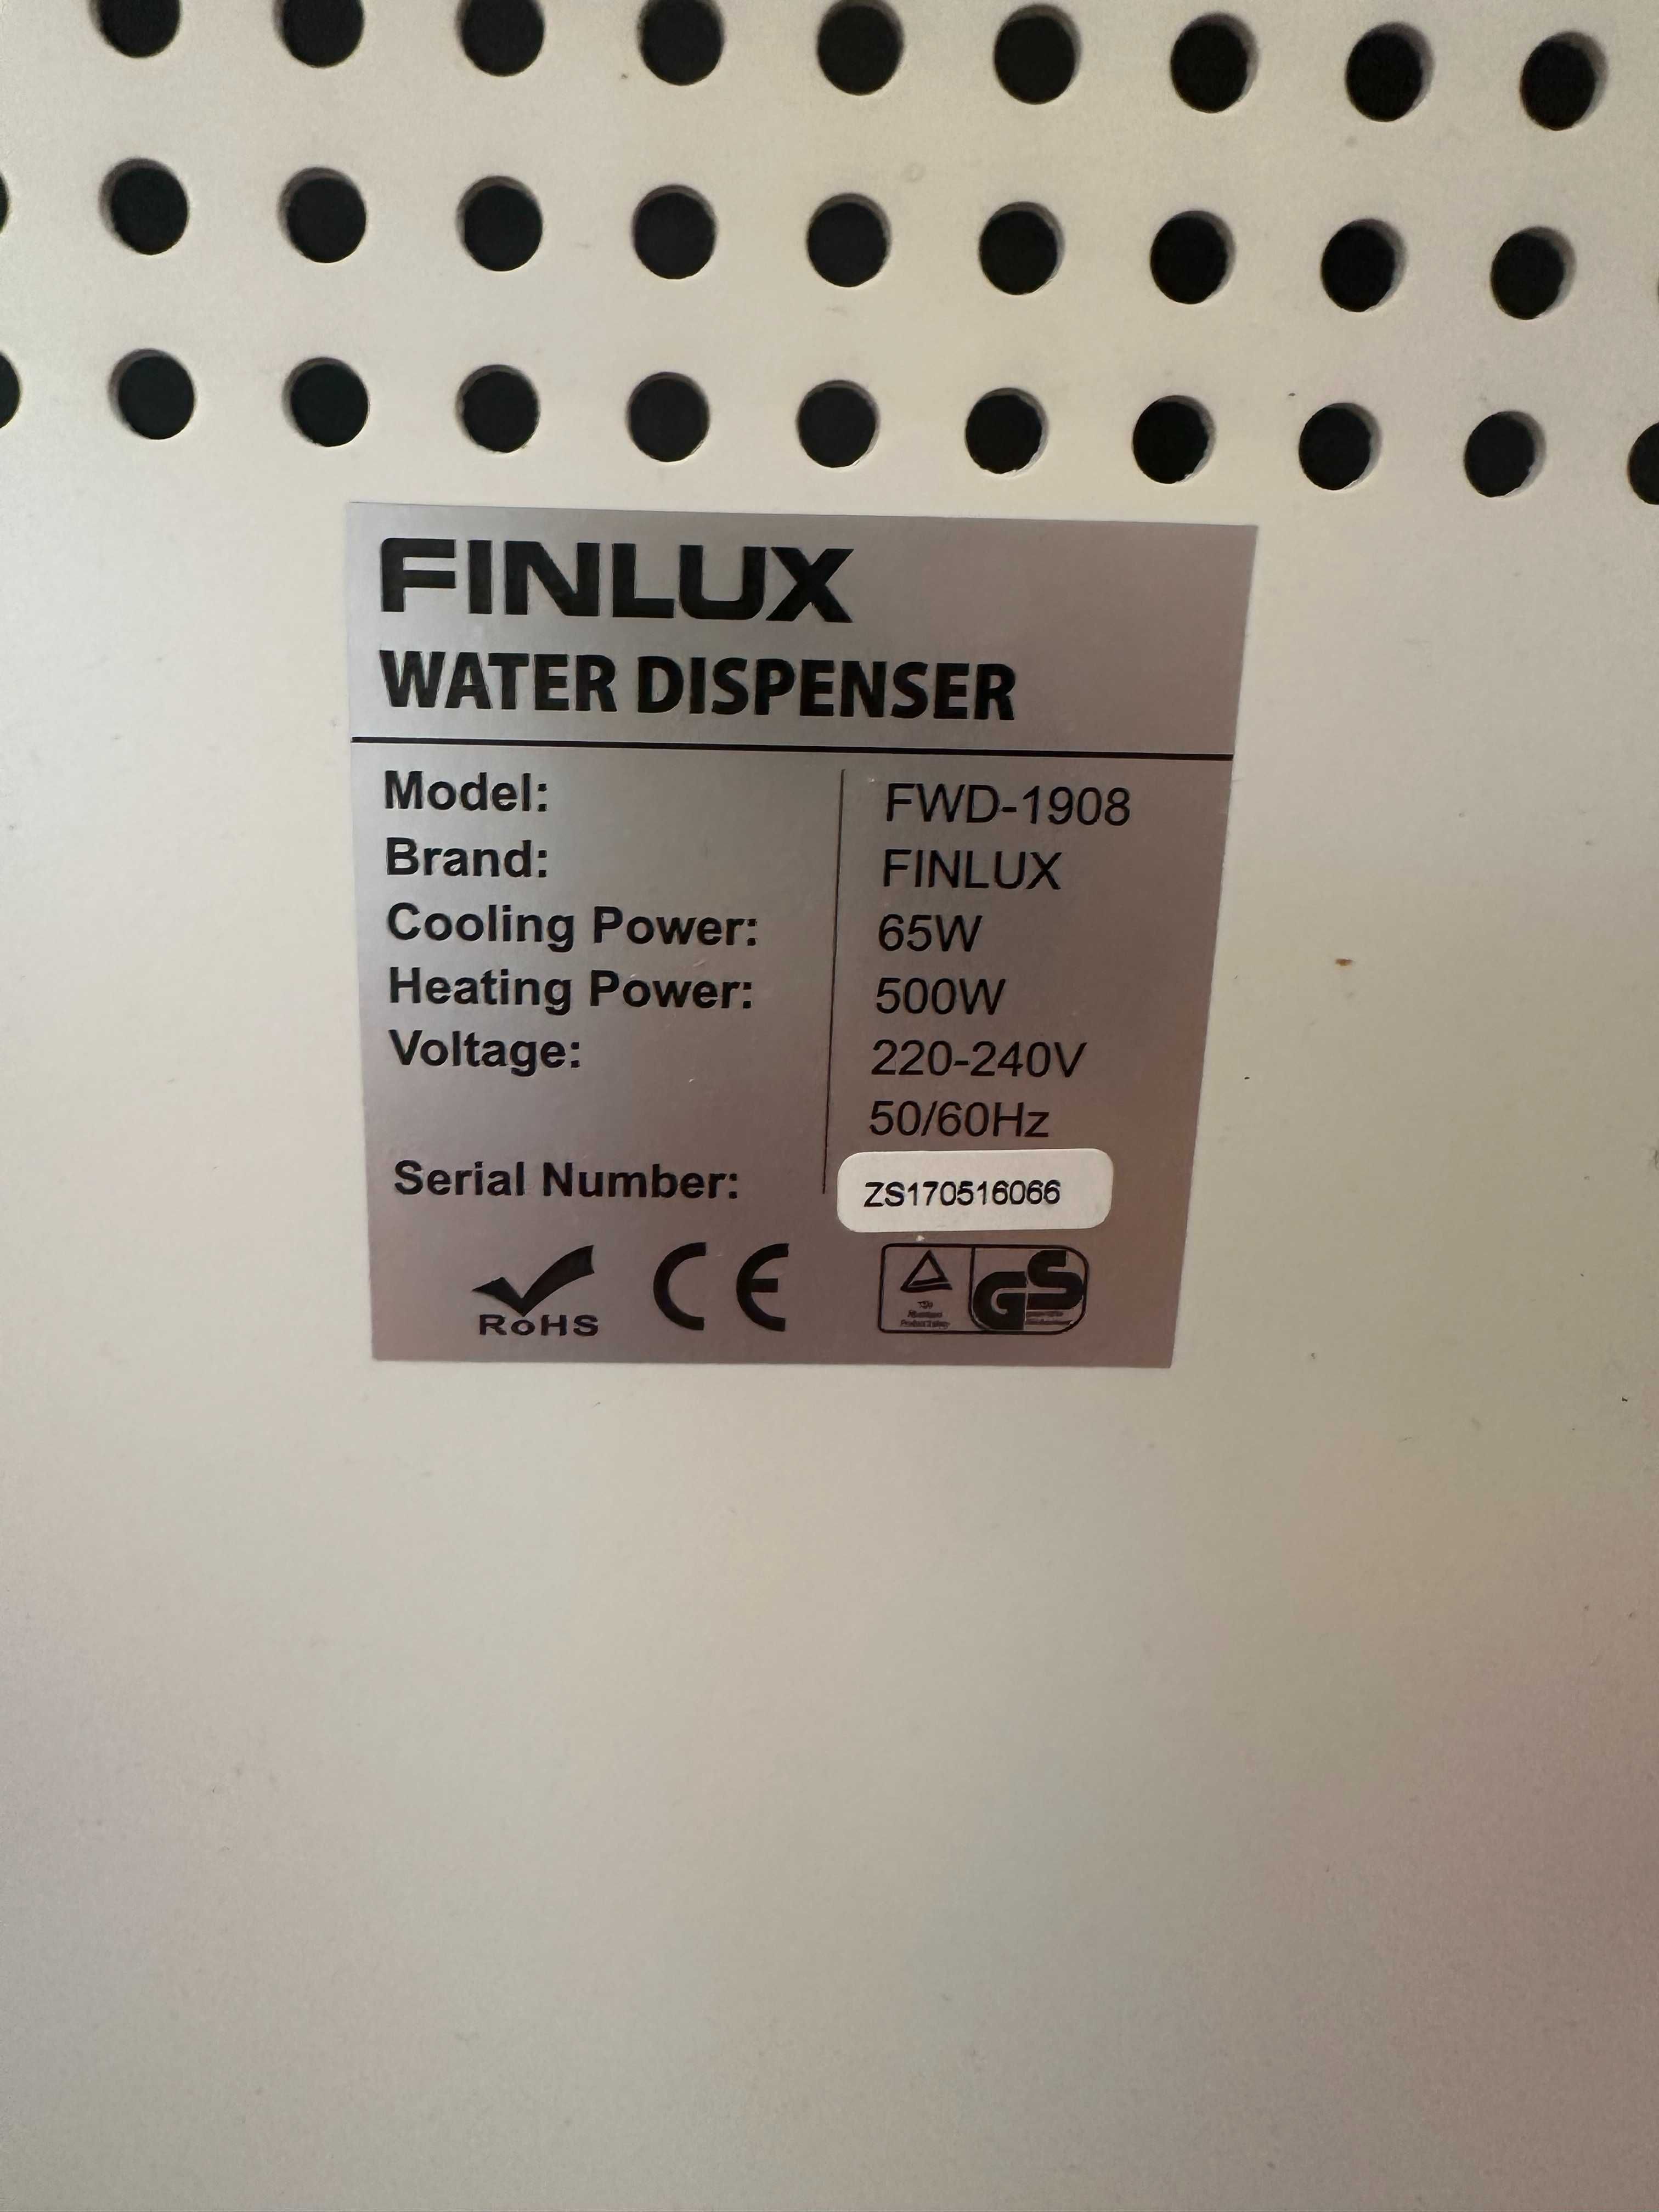 FINLUX
WATER DISPENSER
Model: FWD-1908
Brand: FINLUX
Cooling Power: 65W
Heating Power: 500W
Voltage: 220-240V
50/60Hz
Serial Number: ZS170516066
RoHS CE GS